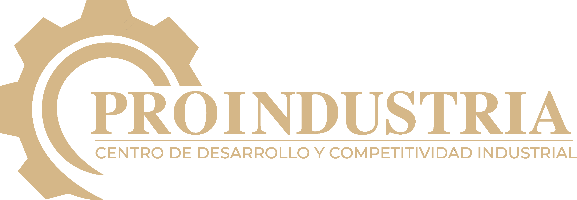 PROINDUSTRIA
CENTRO DE DESARROLLO Y COMPETITIVIDAD INDUSTRIAL